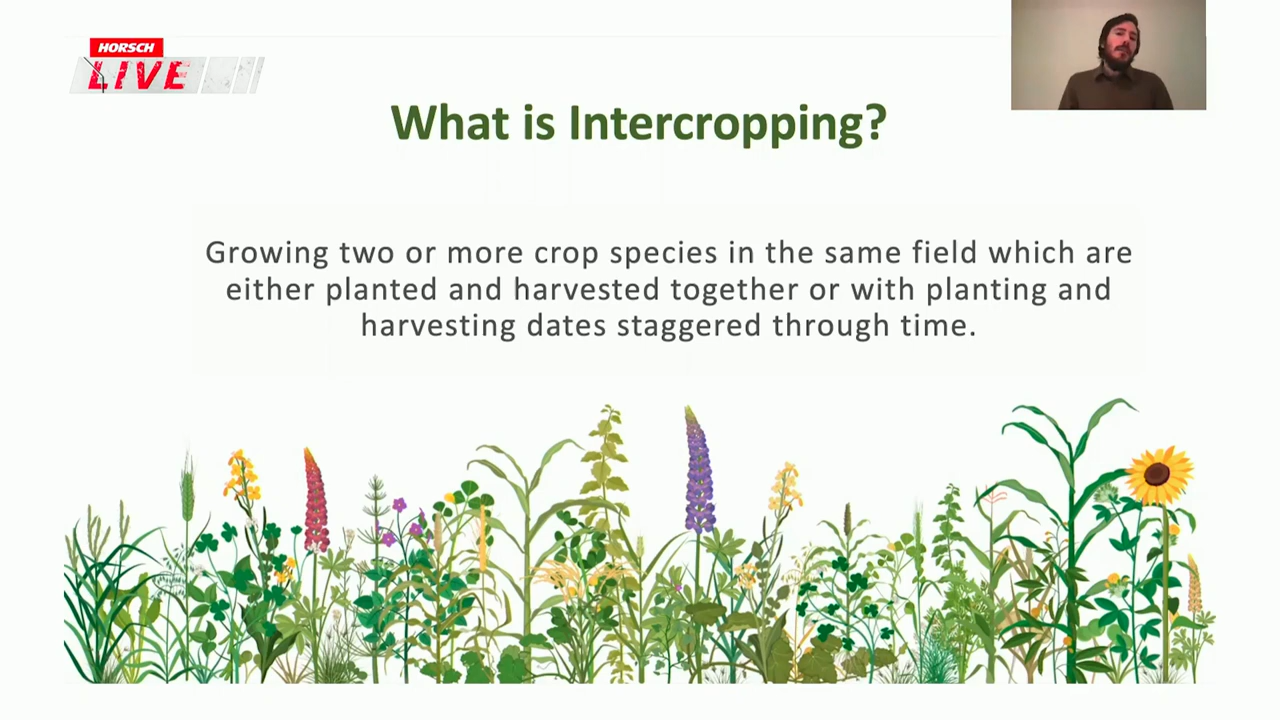 HORSCH
LIVE
What is Intercropping?
Growing two or more crop species in the same field which are
either planted and harvested together or with planting and
harvesting dates staggered through time.